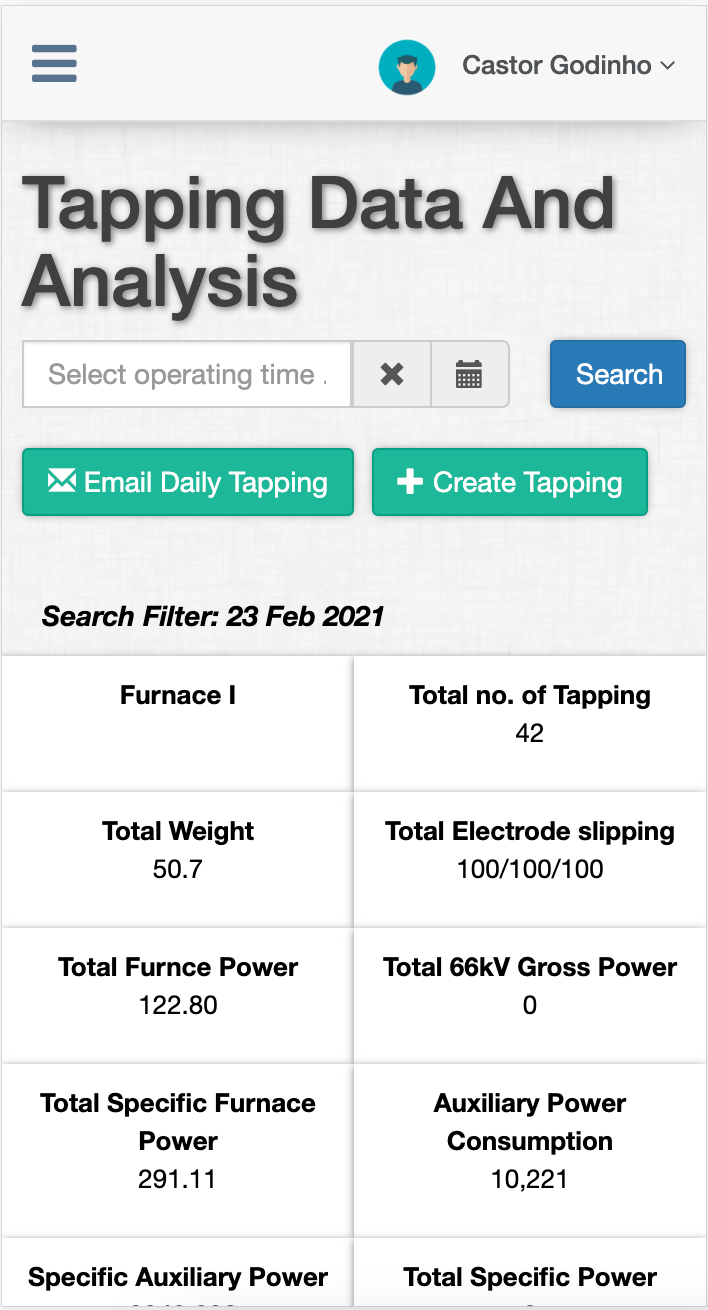 Castor Godinho
Tapping Data And
Analysis
Select operating time .
Search
Email Daily Tapping
Create Tapping
Search Filter: 23 Feb 2021
Furnace I
Total no. of Tapping
42
Total Weight
50.7
Total Electrode slipping
100/100/100
Total Furnce Power
122.80
Total 66kV Gross Power
0
Total Specific Furnace
Power
291.11
Auxiliary Power
Consumption
10,221
Specific Auxiliary Power
Total Specific Power